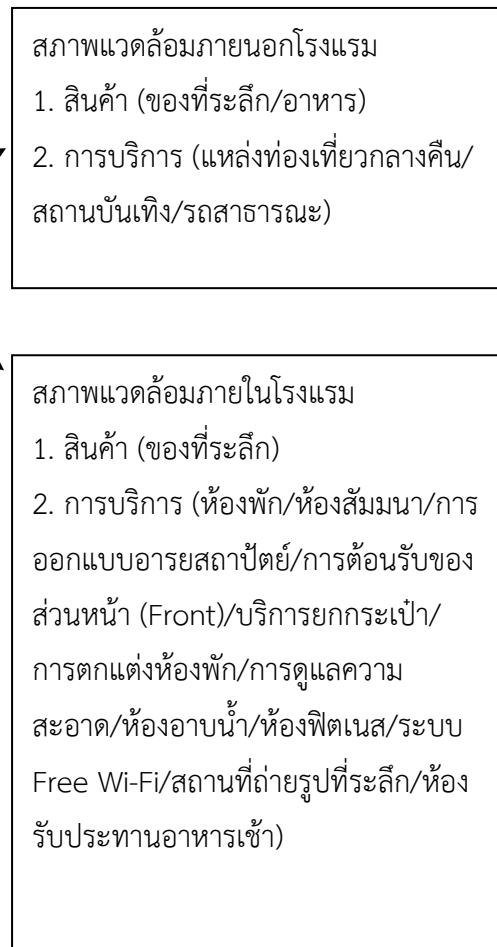 สภาพแวดล้อมภายนอกโรงแรม
1. สินค้า (ของที่ระลึก/อาหาร)
2. การบริการ (แหล่งท่องเที่ยวกลางคืน/
สถานบันเทิง/รถสาธารณะ)
สภาพแวดล้อมภายในโรงแรม
1. สินค้า (ของที่ระลึก)
2. การบริการ (ห้องพัก/ห้องสัมมนา/การ
ออกแบบอารยสถาปัตย์/การต้อนรับของ
ส่วนหน้า (Front)/บริการยกกระเป๋า/
การตกแต่งห้องพัก/การดูแลความ
สะอาด/ห้องอาบน้ำ/ห้องฟิตเนส/ระบบ
Free Wi-Fi/สถานที่ถ่ายรูปที่ระลึก/ห้อง
รับประทานอาหารเช้า)